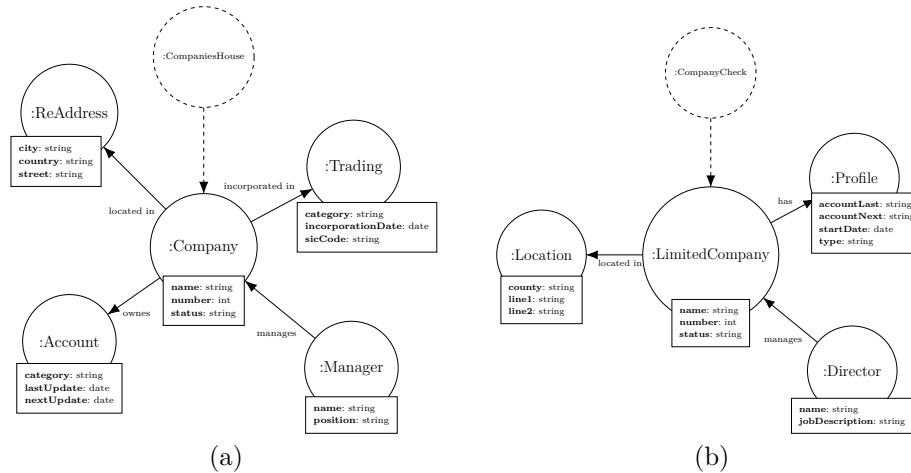 :CompaniesHouse
:ReAddress
city: string
country: string
street: string
:Trading
incorporated in
category: string
incorporationDate: date
sicCode: string
located in
:Company
name: string
number: int
status: string
ownes
manages
:Account
category: string
lastUpdate: date
nextUpdate: date
:Manager
name: string
position: string
(a)
:CompanyCheck
:Profile
accountLast: string
accountNext: string
startDate: date
type: string
has
:Location
county: string
line1: string
line2: string
located in
:LimitedCompany
name: string
number: int
status: string
manages
:Director
name: string
jobDescription: string
(b)